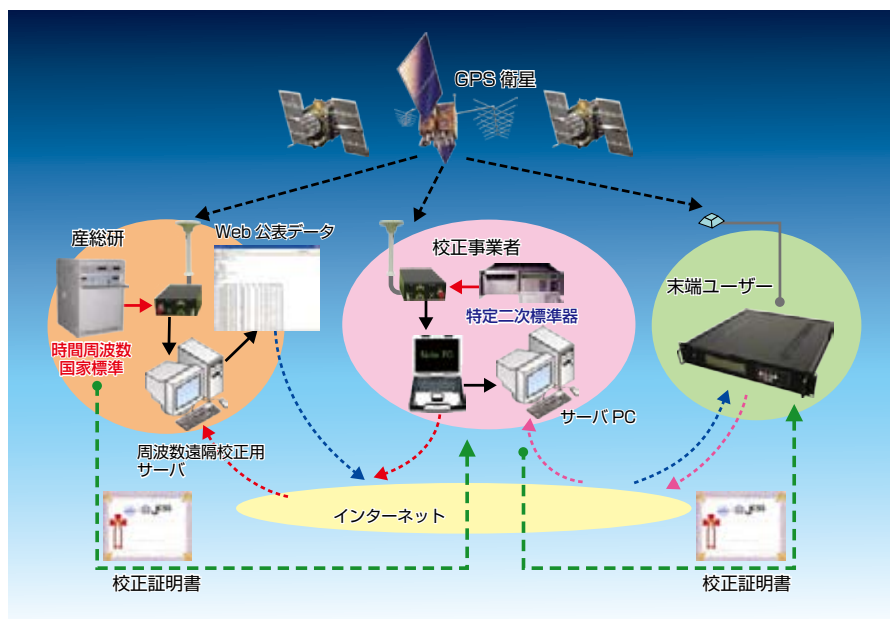 GPS 衛星
産総研
Web 公表データ
校正事業者
末端ユーザー
特定二次標準器
時間周波数
国家標準
サーバ PC
周波数遠隔校正用
サーバ
インターネット
校正証明書
校正証明書